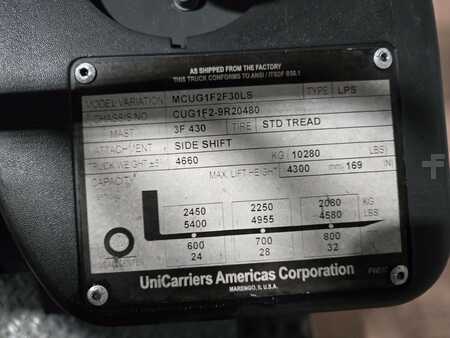 AS SHIPPED FROM THE FACTORY
THIS TRUCK CONFORMS TO ANSI / ITSDF B56.1
MODEL VARIATION MCUG1F2F30LS TYPE LPS
CHASSIS NO. CUG1F2-9R20480
MAST 3F 430 TIRE STD TREAD
ATTACHMENT SIDE SHIFT
TRUCK WEIGHT ±5% 4660 KG 10280 LBS
CAPACITY MAX. LIFT HEIGHT 4300 mm 169 (IN)
2450 2250 2080 KG
5400 4955 4580 LBS
600 700 800
24 28 32
UniCarriers Americas Corporation
MARENGO, IL U.S.A.